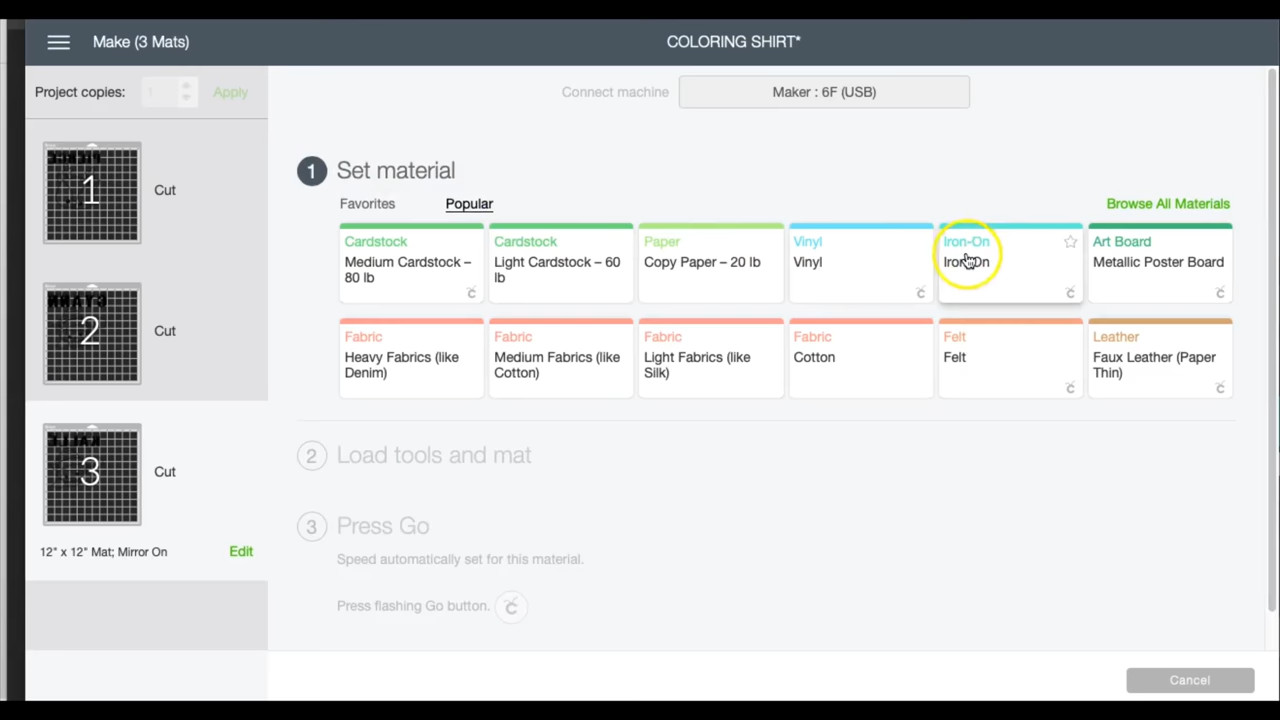 Make (3 Mats)
COLORING SHIRT*
Project copies:
1
Apply
Connect machine
Maker : 6F (USB)
1
Cut
2
Cut
3
Cut
12" x 12" Mat; Mirror On
Edit
1
Set material
Favorites
Popular
Browse All Materials
Cardstock
Medium Cardstock –
80 lb
Cardstock
Light Cardstock – 60
lb
Paper
Copy Paper – 20 lb
Vinyl
Vinyl
Iron-On
Iron-On
Art Board
Metallic Poster Board
Fabric
Heavy Fabrics (like
Denim)
Fabric
Medium Fabrics (like
Cotton)
Fabric
Light Fabrics (like
Silk)
Fabric
Cotton
Felt
Felt
Leather
Faux Leather (Paper
Thin)
2
Load tools and mat
3
Press Go
Speed automatically set for this material.
Press flashing Go button.
Cancel